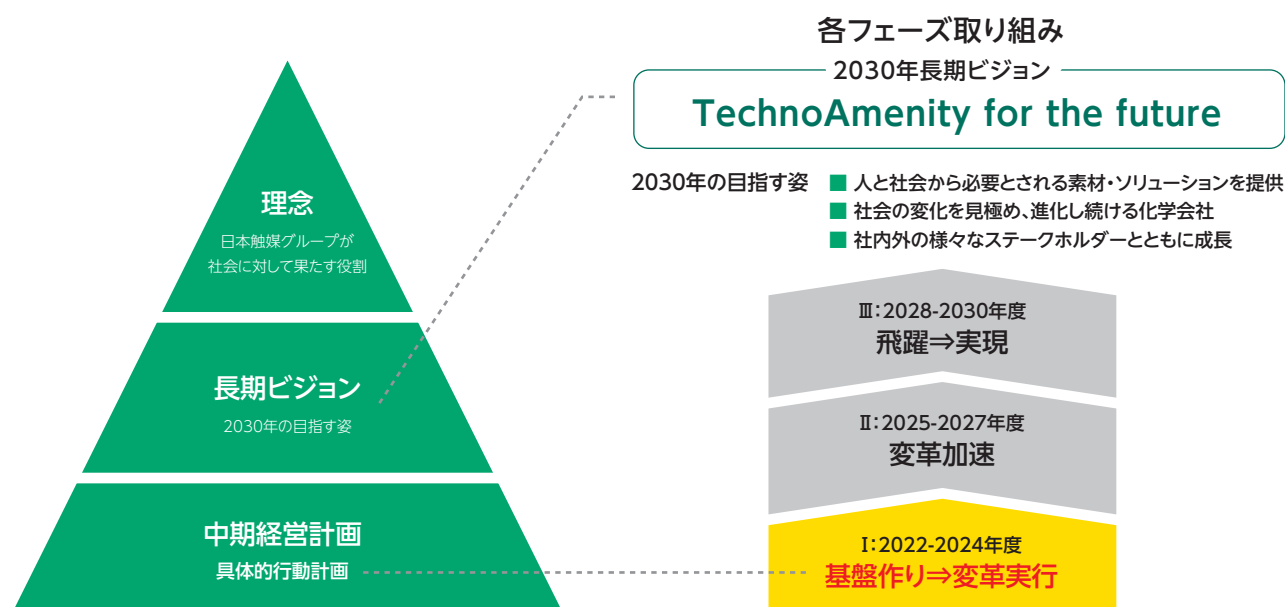 理念
日本触媒グループが
社会に対して果たす役割
長期ビジョン
2030年の目指す姿
中期経営計画
具体的行動計画
各フェーズ取り組み
2030年長期ビジョン
TechnoAmenity for the future
2030年の目指す姿 ■ 人と社会から必要とされる素材・ソリューションを提供
■ 社会の変化を見極め、進化し続ける化学会社
■ 社内外の様々なステークホルダーとともに成長
Ⅲ：2028-2030年度
飛躍⇒実現
Ⅱ：2025-2027年度
変革加速
Ⅰ：2022-2024年度
基盤作り⇒変革実行